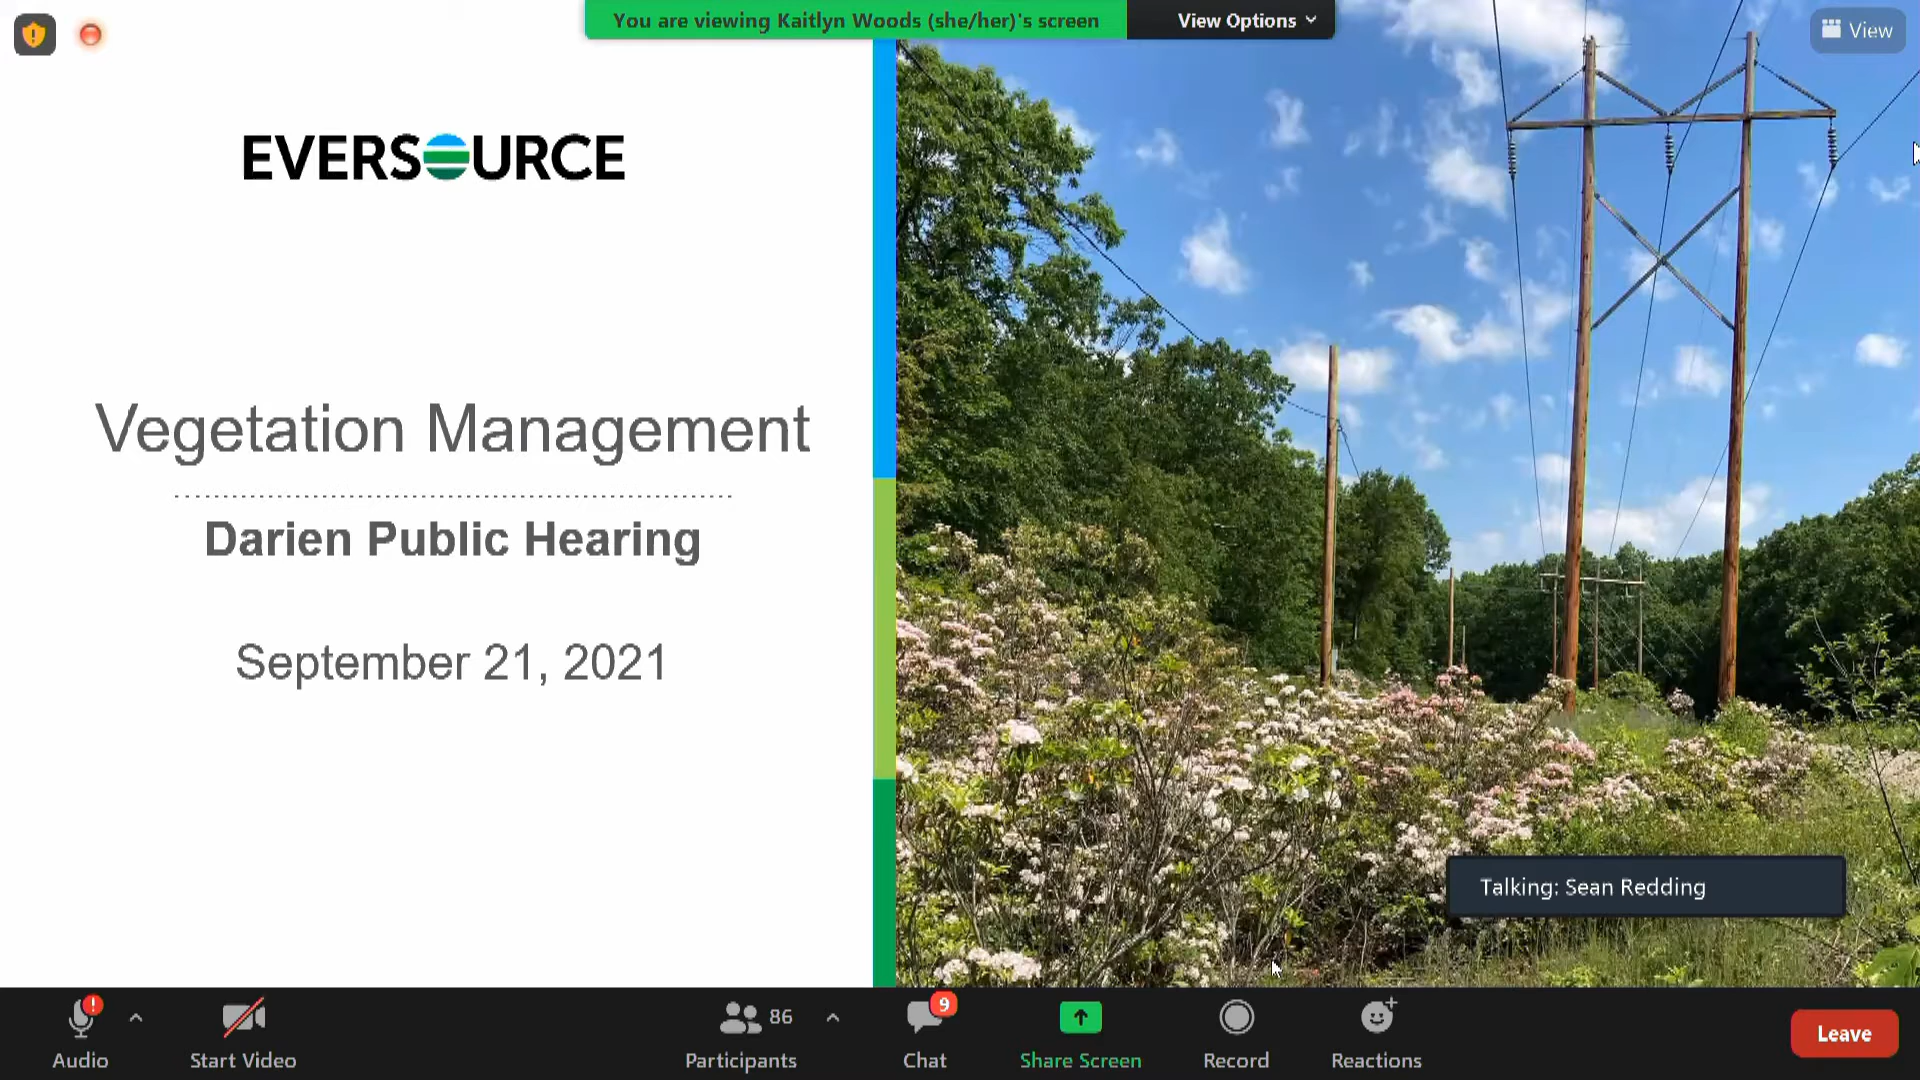 You are viewing Kaitlyn Woods (she/her)'s screen
View Options
View
EVERSOURCE
Vegetation Management
Darien Public Hearing
September 21, 2021
Talking: Sean Redding
Audio
Start Video
86
Participants
9
Chat
Share Screen
Record
Reactions
Leave